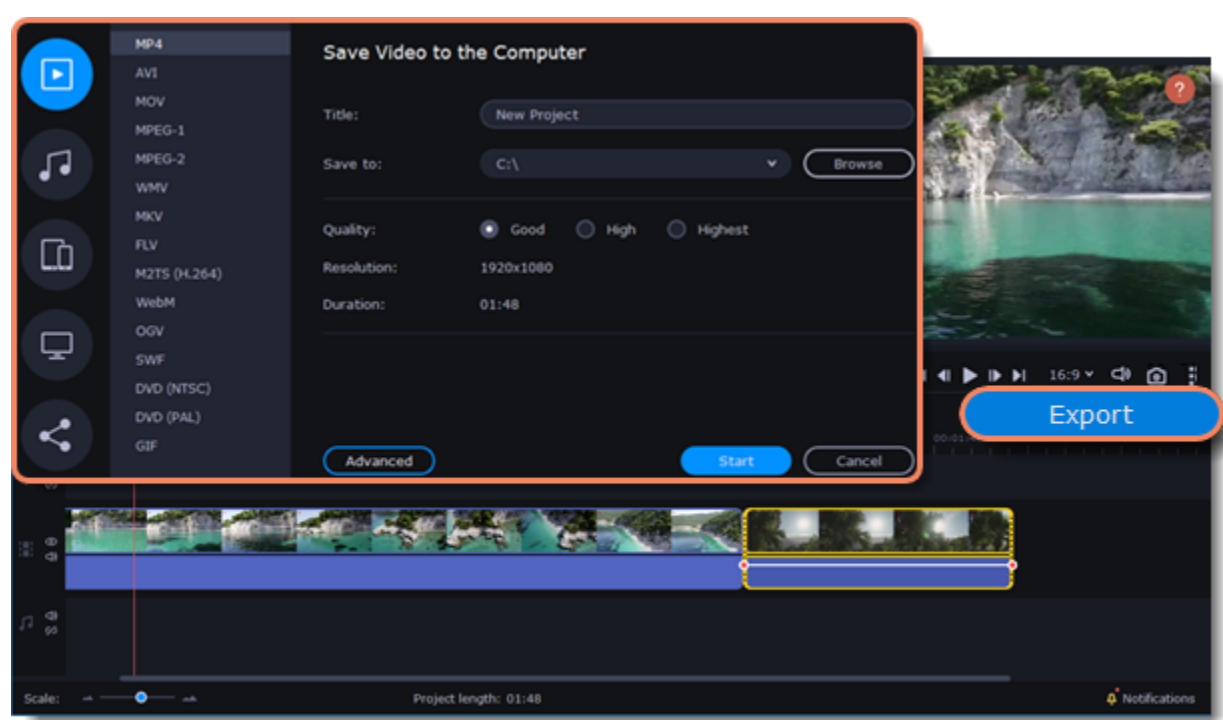 MP4
AVI
MOV
MPEG-1
MPEG-2
WMV
MKV
FLV
M2TS (H.264)
WebM
OGV
SWF
DVD (NTSC)
DVD (PAL)
GIF
Save Video to the Computer
Title: New Project
Save to: C:\ Browse
Quality: Good High Highest
Resolution: 1920x1080
Duration: 01:48
Advanced Start Cancel
?
16:9
Export
Scale: Project length: 01:48 Notifications